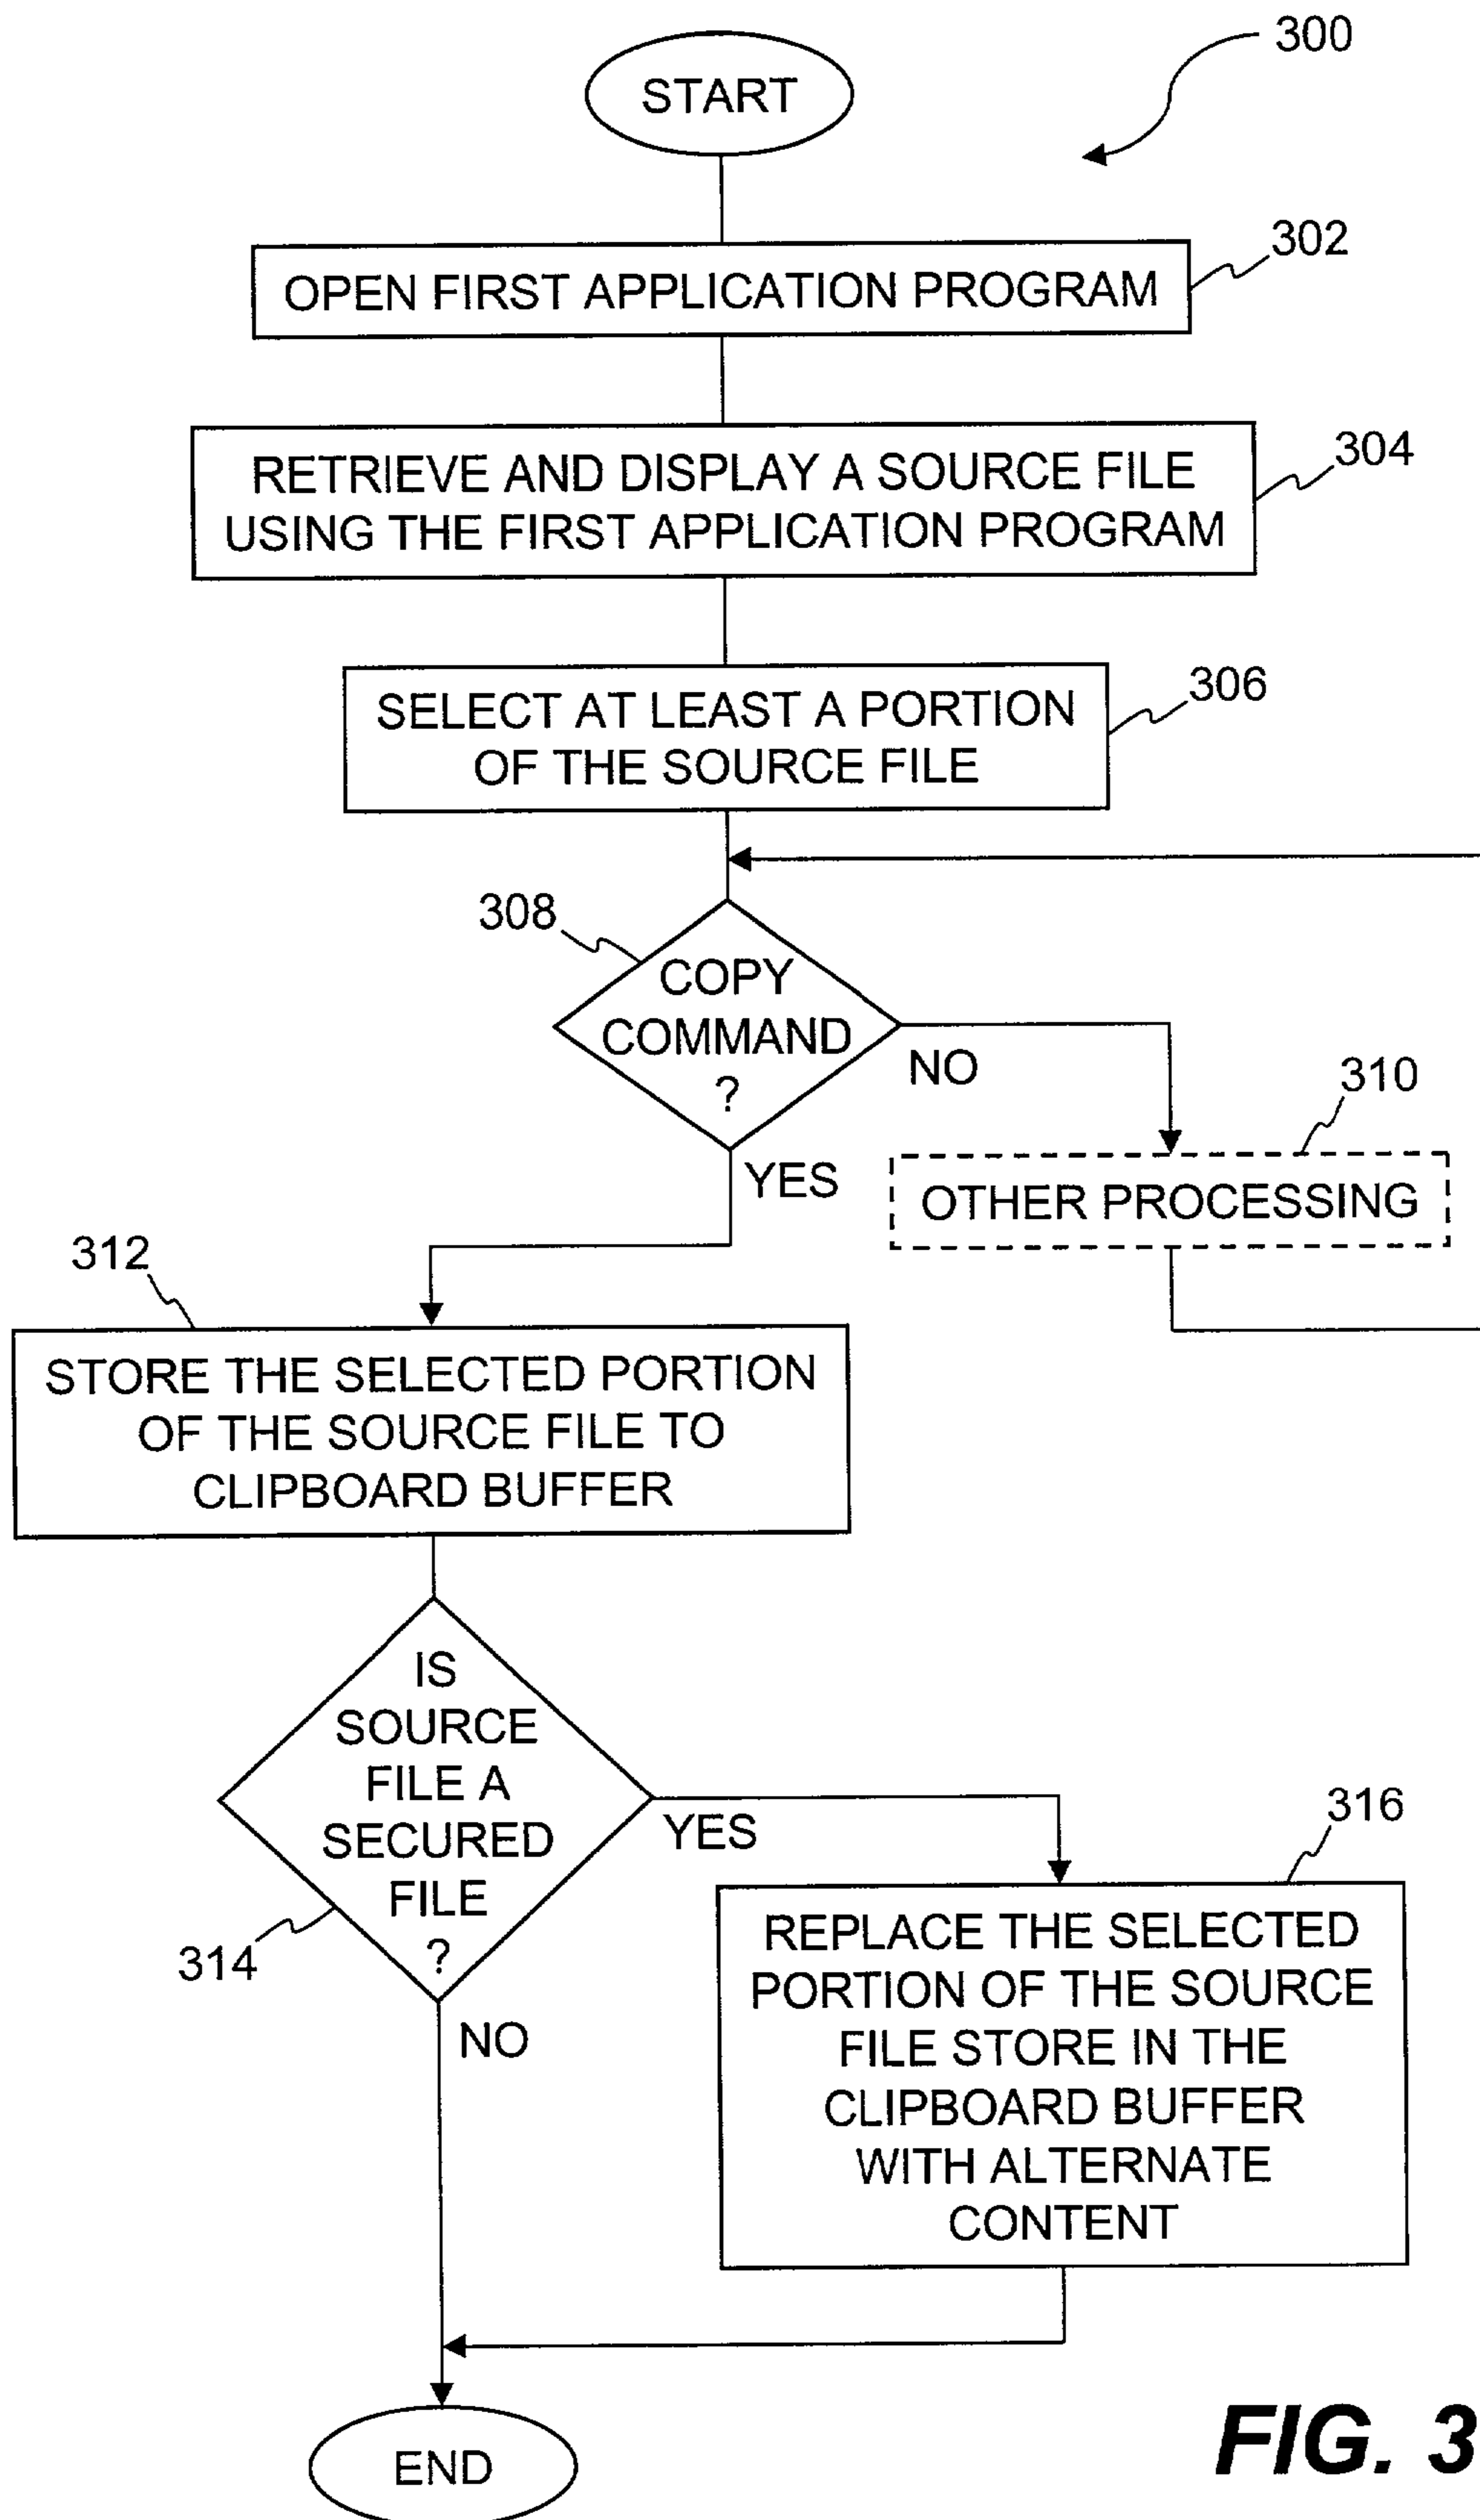 300
START
302
OPEN FIRST APPLICATION PROGRAM
304
RETRIEVE AND DISPLAY A SOURCE FILE
USING THE FIRST APPLICATION PROGRAM
306
SELECT AT LEAST A PORTION
OF THE SOURCE FILE
308
COPY
COMMAND
?
NO
YES
310
OTHER PROCESSING
312
STORE THE SELECTED PORTION
OF THE SOURCE FILE TO
CLIPBOARD BUFFER
IS
SOURCE
FILE A
SECURED
FILE
?
314
YES
NO
316
REPLACE THE SELECTED
PORTION OF THE SOURCE
FILE STORE IN THE
CLIPBOARD BUFFER
WITH ALTERNATE
CONTENT
END
FIG. 3